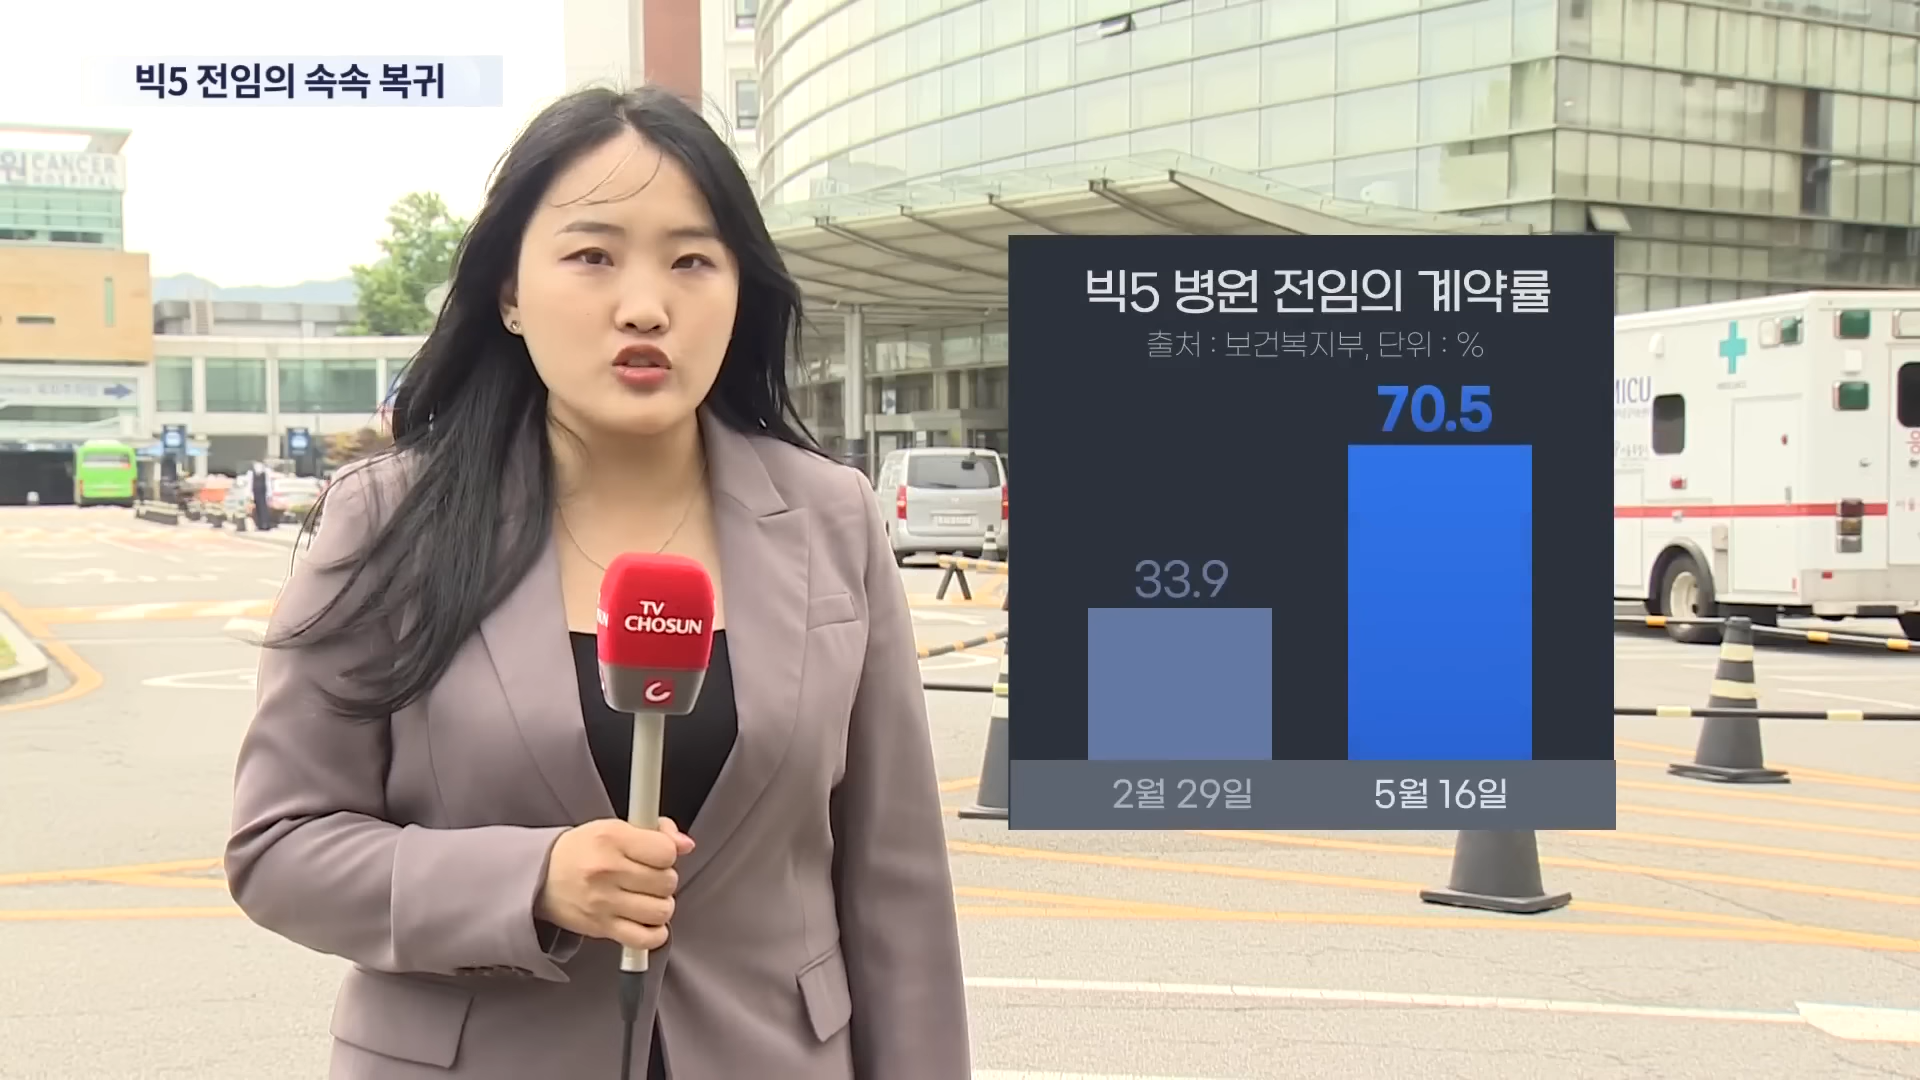 빅5 전임의 속속 복귀
원 CANCER
HOSPITAL
빅5 병원 전임의 계약률
출처 : 보건복지부, 단위 : %
70.5
33.9
2월 29일
5월 16일
TV
CHOSUN
MICU